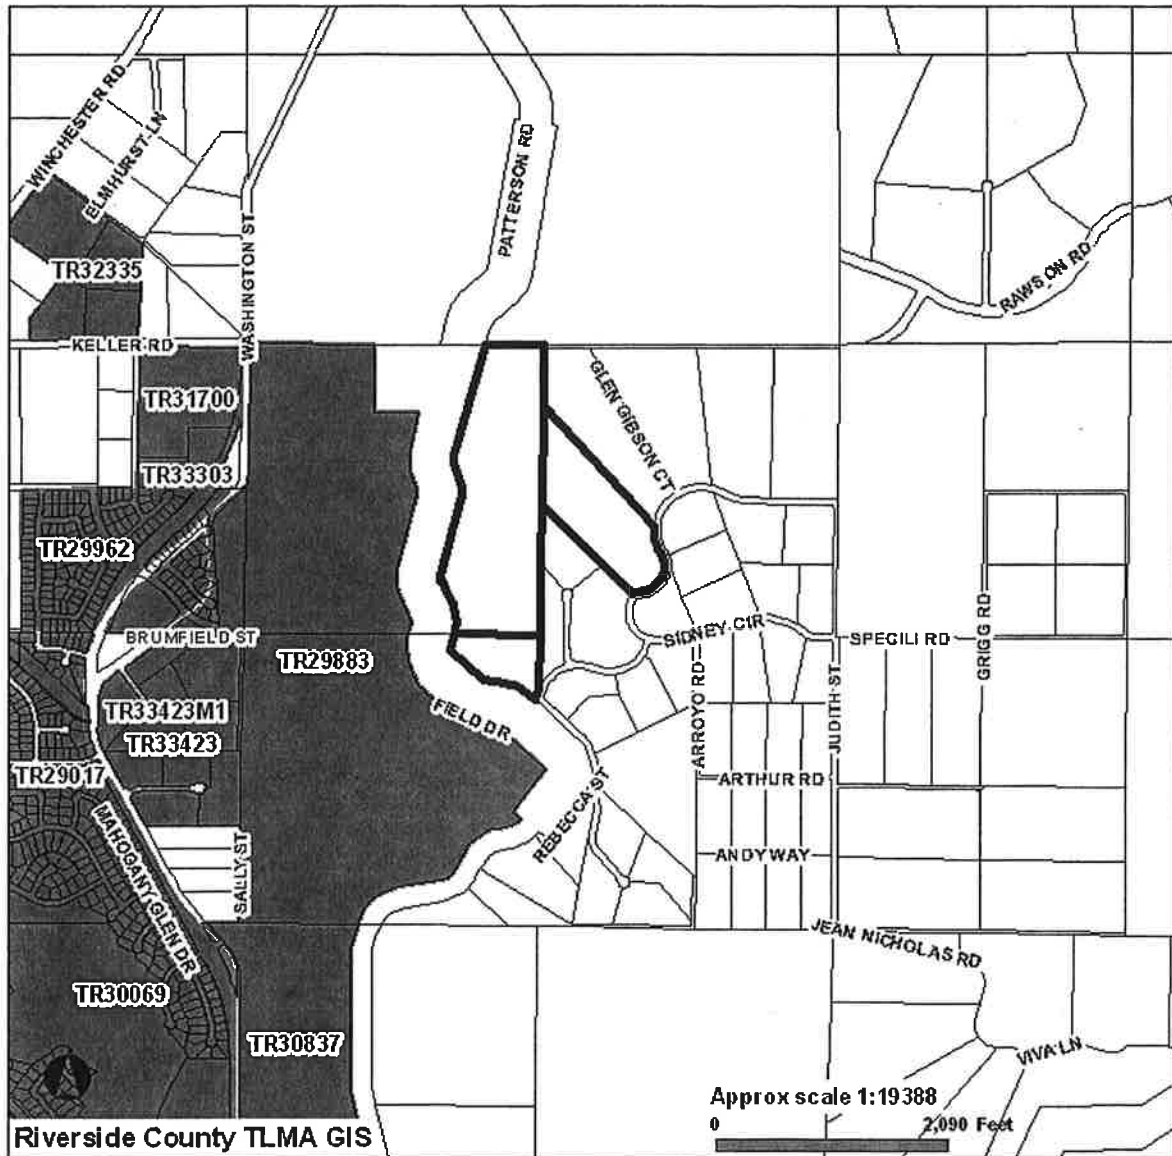 WINCHESTER RD
ELMHURST LN
WASHINGTON ST
PATTERSON RD
RAWSON RD
TR32335
KELLER RD
TR31700
GLEN GIBSON CT
TR33303
TR29962
BRUMFIELD ST
TR29883
SIDNEY CIR
SPECILI RD
GRIGG RD
ARROYO RD
JUDITH ST
TR33423M1
FIELD DR
TR33423
TR29017
ARTHUR RD
REBECCA ST
MAHOGANY GLEN DR
SALLY ST
ANDY WAY
JEAN NICHOLAS RD
TR30069
TR30837
VIVA LN
Approx scale 1:19388
0 2,090 Feet
Riverside County TLMA GIS